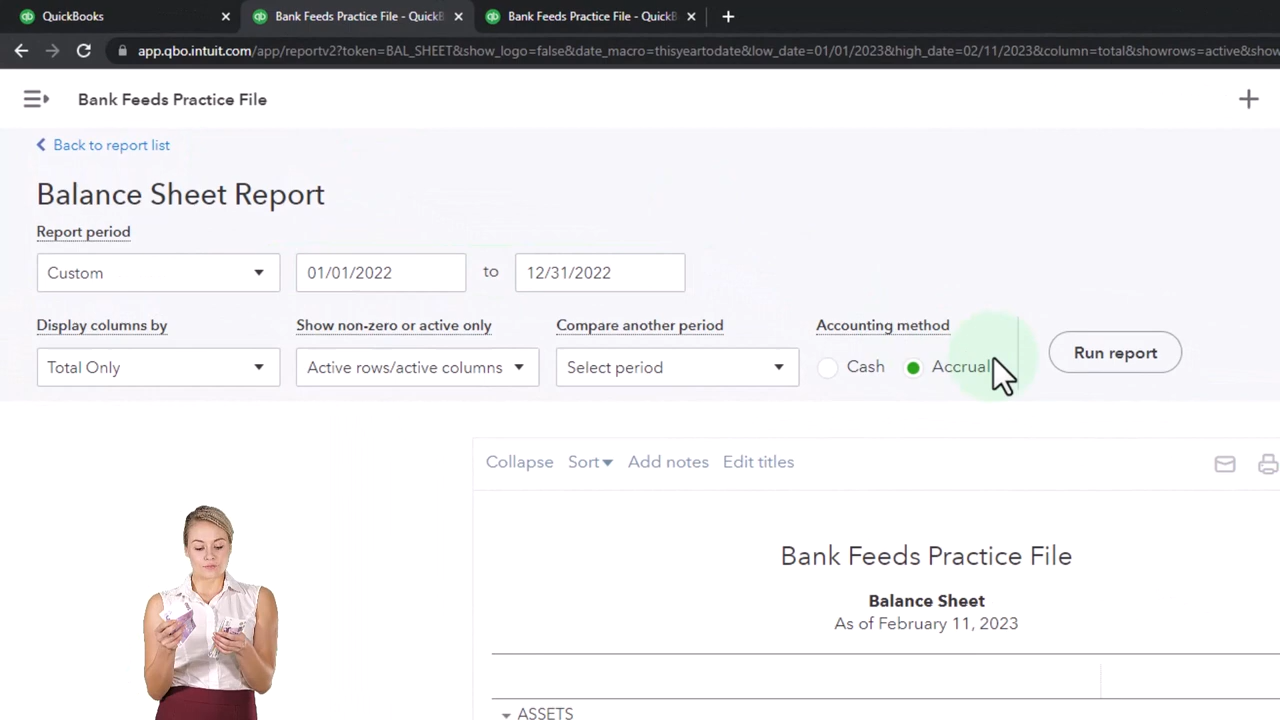 QuickBooks
Bank Feeds Practice File - QuickB
Bank Feeds Practice File - QuickB
app.qbo.intuit.com/app/reportv2?token=BAL_SHEET&show_logo=false&date_macro=thisyeartodate&low_date=01/01/2023&high_date=02/11/2023&column=total&showrows=active&show
Bank Feeds Practice File
Back to report list
Balance Sheet Report
Report period
Custom 01/01/2022 to 12/31/2022
Display columns by Show non-zero or active only Compare another period Accounting method
Total Only Active rows/active columns Select period Cash Accrual Run report
Collapse Sort Add notes Edit titles
Bank Feeds Practice File
Balance Sheet
As of February 11, 2023
ASSETS